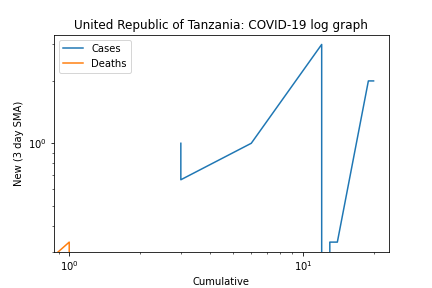 United Republic of Tanzania: COVID-19 log graph
Cases
Deaths
New (3 day SMA)
10⁰
10⁰
10¹
Cumulative